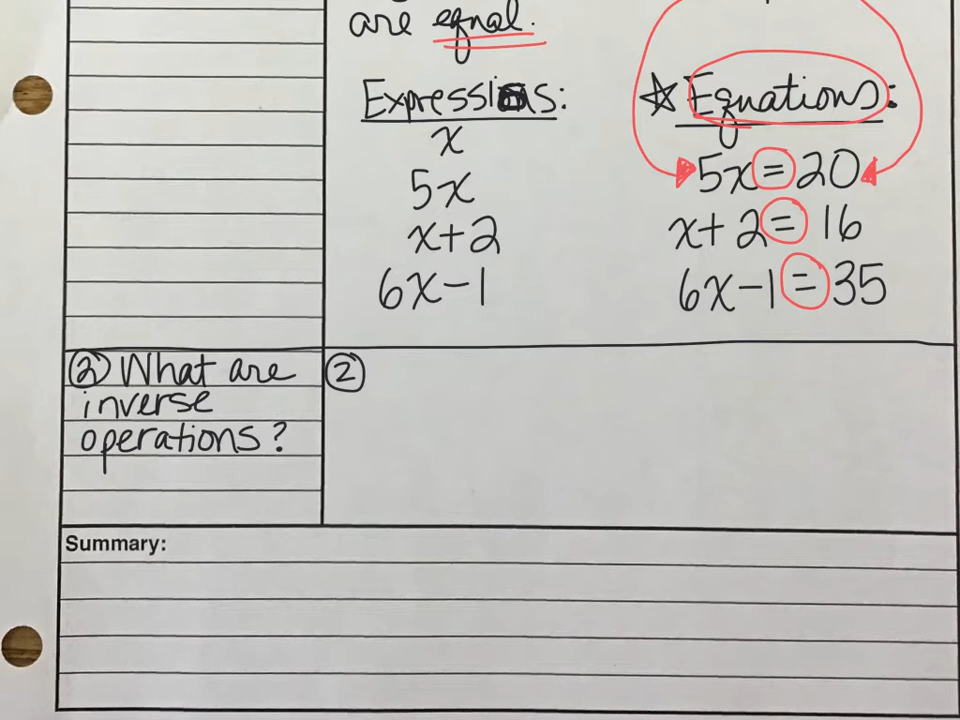 are equal.
Expressions:
x
5x
x+2
6x-1
☆ Equations:
5x=20
x+2=16
6x-1=35
② What are
inverse
operations?
②
Summary: